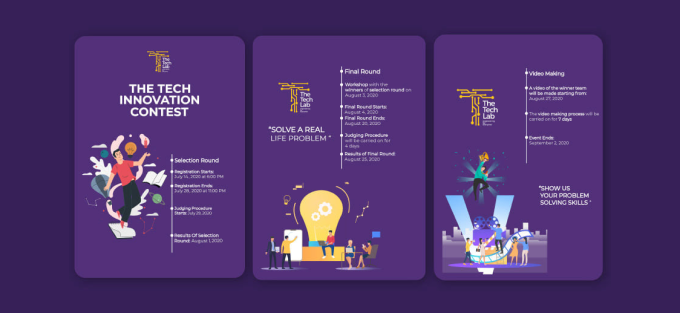 The
Tech
Lab
THE TECH
INNOVATION
CONTEST
Selection Round
Registration Starts:
July 14, 2020 at 6:00 PM
Registration Ends:
July 28, 2020 at 11:00 PM
Judging Procedure
Starts: July 29, 2020
Results Of Selection
Round: August 1, 2020
The
Tech
Lab
"SOLVE A REAL
LIFE PROBLEM "
Final Round
Workshop with the
winners of selection round on
August 3, 2020
Final Round Starts:
August 4, 2020
Final Round Ends:
August 20, 2020
Judging Procedure
will be carried on for
4 days
Results of Final Round:
August 25, 2020
The
Tech
Lab
Video Making
A video of the winner team
will be made starting from:
August 27, 2020
The video making process will be
carried on for 7 days
Event Ends:
September 2, 2020
"SHOW US
YOUR PROBLEM
SOLVING SKILLS "